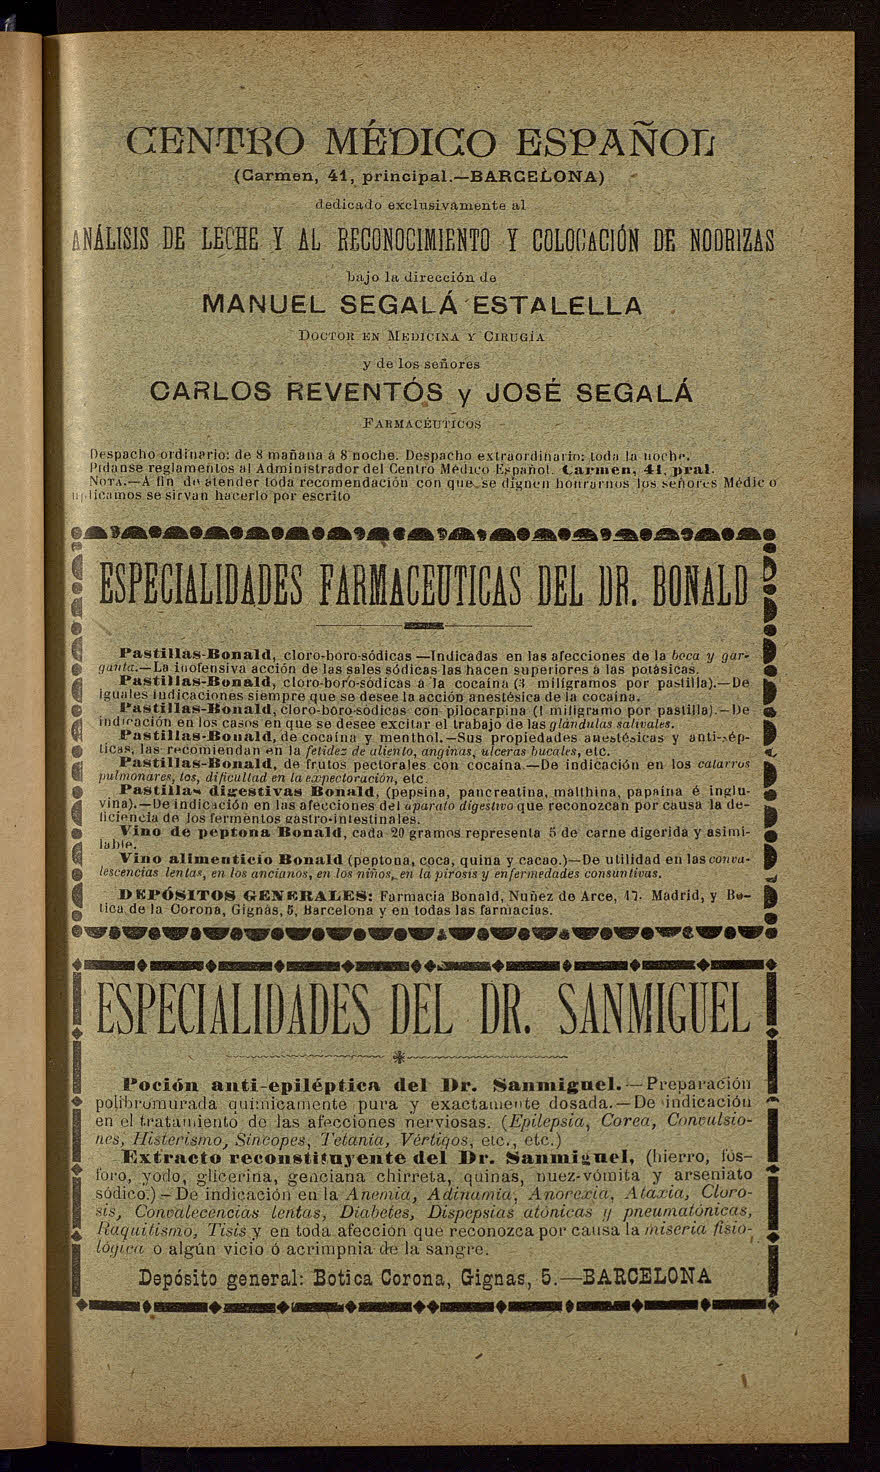 CENTRO MÉDICO ESPAÑOL
(Carmen, 41, principal.—BARCELONA)
dedicado exclusivamente al
ANÁLISIS DE LECHE Y AL RECONOCIMIENTO Y COLOCACIÓN DE NODRIZAS
bajo la dirección de
MANUEL SEGALÁ ESTALELLA
DOCTOR EN MEDICINA Y CIRUGÍA
y de los señores
CARLOS REVENTÓS y JOSÉ SEGALÁ
FARMACÉUTICOS
Despacho ordinario: de 8 mañana á 8 noche. Despacho extraordinario: toda la noche.
Pídanse reglamentos al Administrador del Centro Médico Español. Carmen, 41, pral.
NOTA.—A fin de atender toda recomendación con que se dignen honrarnos los señores Médico
uplicamos se sirvan hacerlo por escrito
ESPECIALIDADES FARMACEUTICAS DEL DR. BONALD
Pastillas-Bonald, cloro-boro-sódicas —Indicadas en las afecciones de la boca y gar-
ganta.—La inofensiva acción de las sales sódicas las hacen superiores á las potásicas.
Pastillas-Bonald, cloro-boro-sódicas á la cocaina (3 miligramos por pastilla).—De
iguales indicaciones siempre que se desee la acción anestésica de la cocaina.
Pastillas-Bonald, cloro-boro-sódicas con pilocarpina (1 miligramo por pastilla).—De
indicación en los casos en que se desee excitar el trabajo de las glándulas salivales.
Pastillas-Bonald, de cocaína y menthol.—Sus propiedades anestésicas y anti-sép-
ticas, las recomiendan en la fetidez de aliento, anginas, ulceras bucales, etc.
Pastillas-Bonald, de frutos pectorales con cocaina.—De indicación en los catarros
pulmonares, tos, dificultad en la expectoración, etc.
Pastillas digestivas Bonald, (pepsina, pancreatina, malthina, papaina é inglu-
vina).—De indicación en las afecciones del aparato digestivo que reconozcan por causa la de-
ficiencia de los fermentos gastro-intestinales.
Vino de peptona Bonald, cada 20 gramos representa 5 de carne digerida y asimi-
lable.
Vino alimenticio Bonald (peptona, coca, quina y cacao.)—De utilidad en las conva-
lescencias lentas, en los ancianos, en los niños, en la pirosis y enfermedades consuntivas.
DEPÓSITOS GENERALES: Farmacia Bonald, Nuñez de Arce, 17. Madrid, y Bo-
tica de la Corona, Gignás, 5, Barcelona y en todas las farmacias.
ESPECIALIDADES DEL DR. SANMIGUEL
Poción anti-epiléptica del Dr. Sanmiguel.—Preparación
polibromurada químicamente pura y exactamente dosada.—De indicación
en el tratamiento de las afecciones nerviosas. (Epilepsia, Corea, Convulsio-
nes, Histerismo, Síncopes, Tetania, Vértigos, etc., etc.)
Extracto reconstituyente del Dr. Sanmiguel, (hierro, fós-
foro, yodo, glicerina, genciana chirreta, quinas, nuez-vómita y arseniato
sódico.)—De indicación en la Anemia, Adinamia, Anorexia, Ataxia, Cloro-
sis, Convalecencias lentas, Diabetes, Dispepsias atónicas y pneumatónicas,
Raquitismo, Tisis y en toda afección que reconozca por causa la miseria fisio-
lógica o algún vicio ó acrimpnia de la sangre.
Depósito general: Botica Corona, Gignas, 5.—BARCELONA